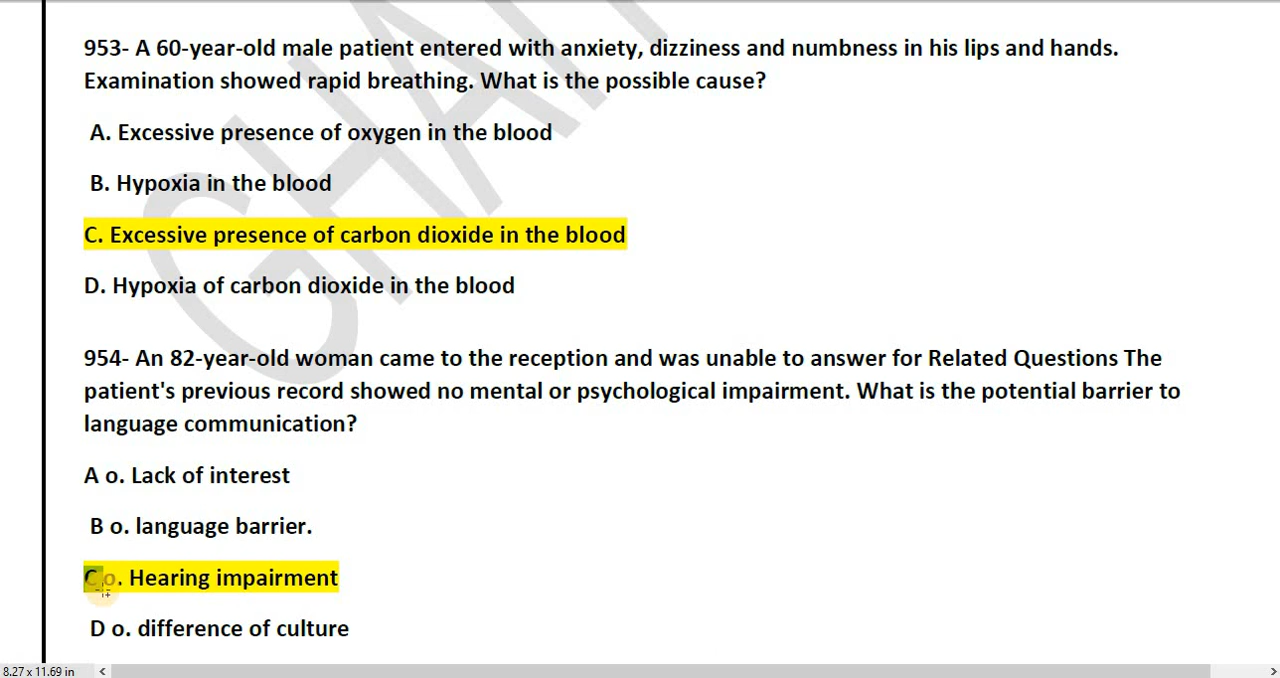 953- A 60-year-old male patient entered with anxiety, dizziness and numbness in his lips and hands.
Examination showed rapid breathing. What is the possible cause?
A. Excessive presence of oxygen in the blood
B. Hypoxia in the blood
C. Excessive presence of carbon dioxide in the blood
D. Hypoxia of carbon dioxide in the blood
954- An 82-year-old woman came to the reception and was unable to answer for Related Questions The
patient's previous record showed no mental or psychological impairment. What is the potential barrier to
language communication?
A o. Lack of interest
B o. language barrier.
C o. Hearing impairment
D o. difference of culture
8.27 x 11.69 in